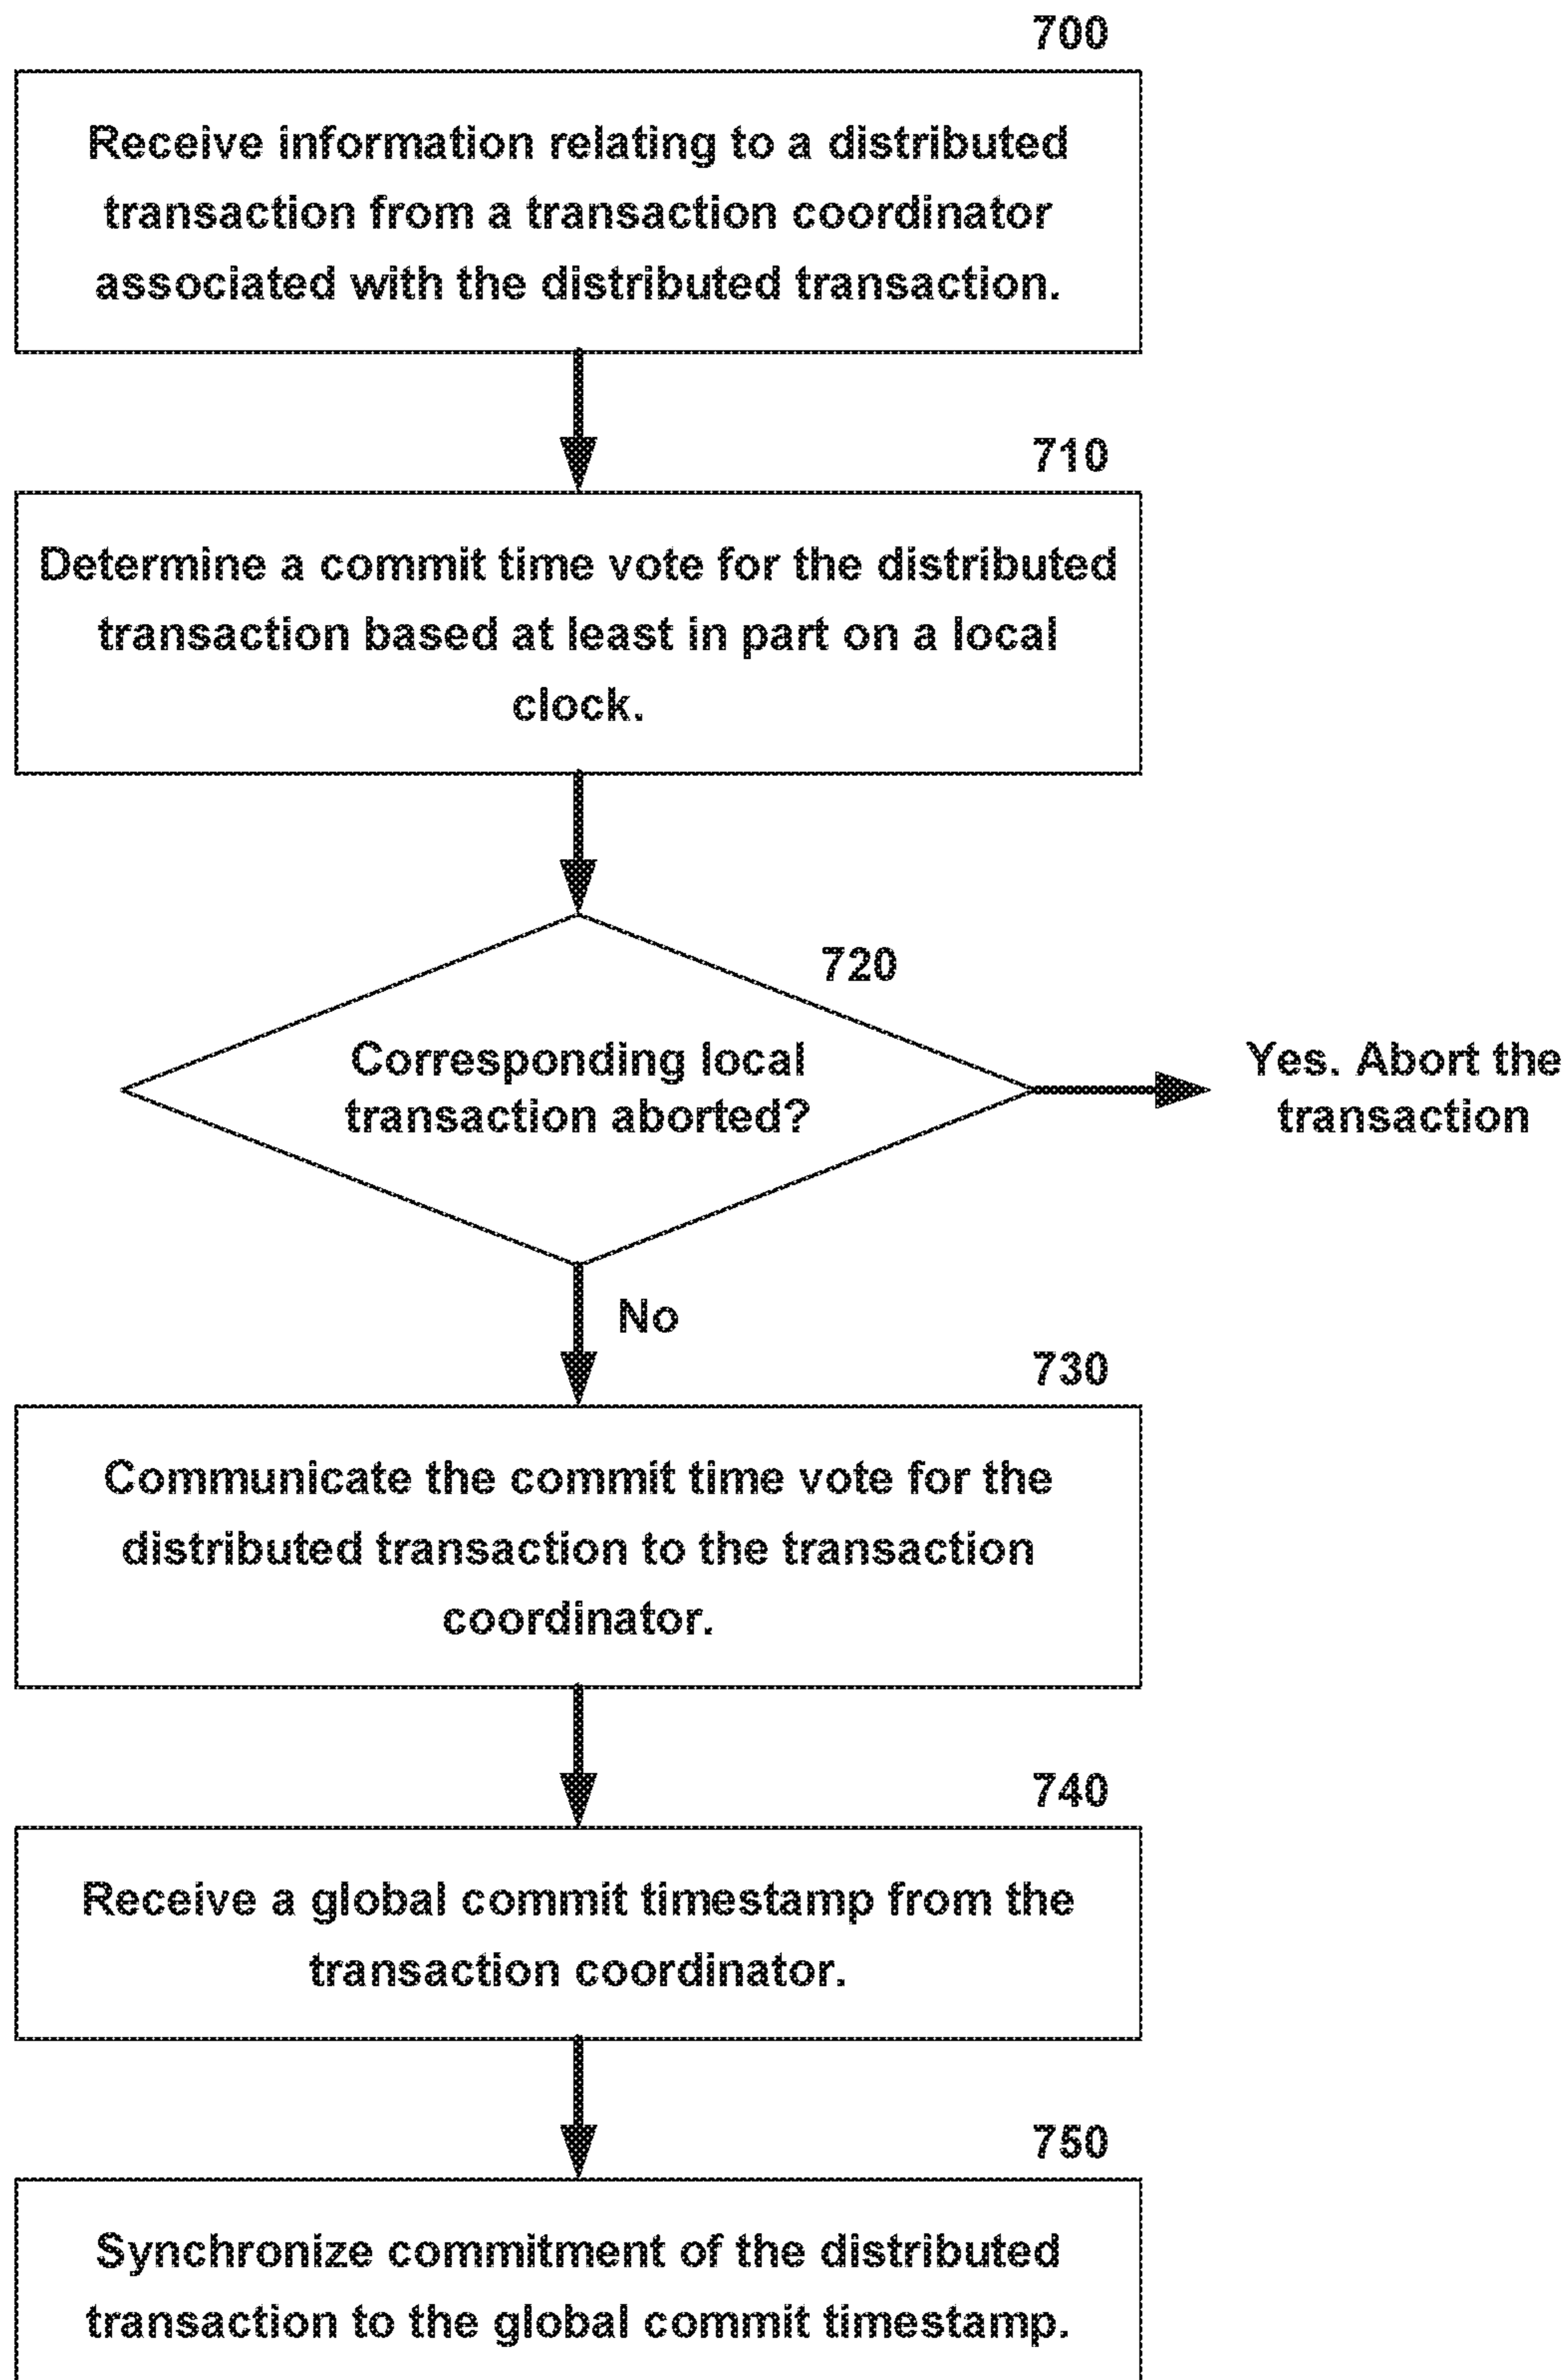 700
Receive information relating to a distributed
transaction from a transaction coordinator
associated with the distributed transaction.
710
Determine a commit time vote for the distributed
transaction based at least in part on a local
clock.
720
Corresponding local
transaction aborted?
Yes. Abort the
transaction
No
730
Communicate the commit time vote for the
distributed transaction to the transaction
coordinator.
740
Receive a global commit timestamp from the
transaction coordinator.
750
Synchronize commitment of the distributed
transaction to the global commit timestamp.